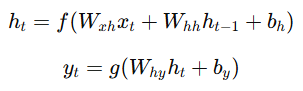 h_t = f(W_{xh}x_t + W_{hh}h_{t-1} + b_h)
y_t = g(W_{hy}h_t + b_y)